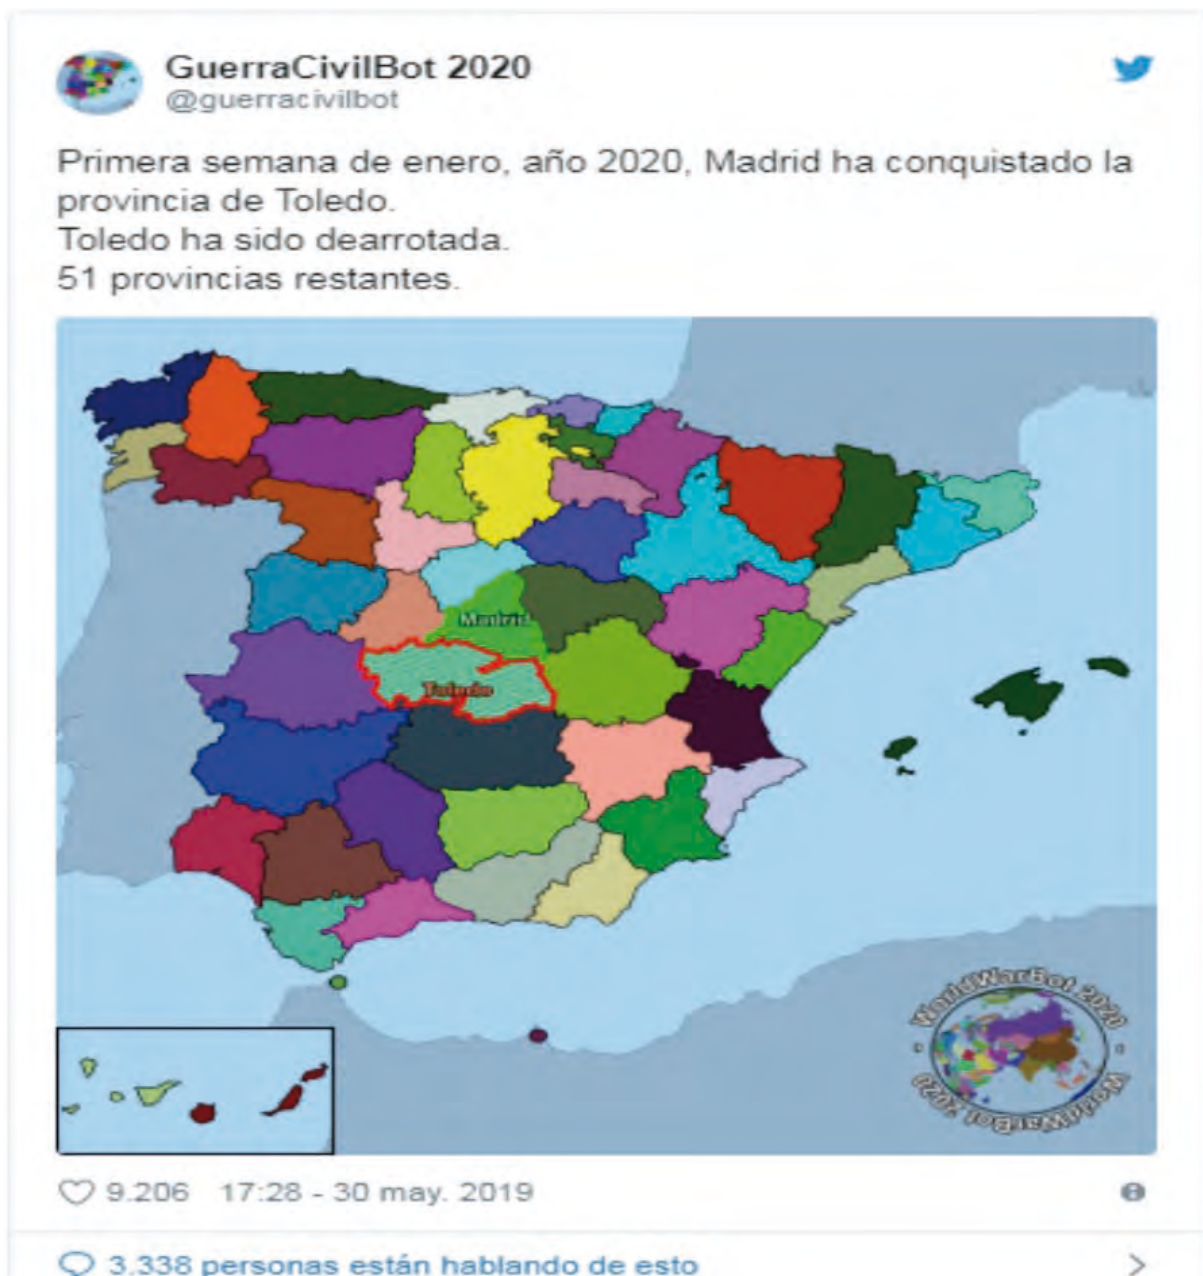 GuerraCivilBot 2020
@guerracivilbot
Primera semana de enero, año 2020, Madrid ha conquistado la
provincia de Toledo.
Toledo ha sido dearrotada.
51 provincias restantes.
Madrid
Toledo
WorldWarBot 2020
WorldWarBot 2020
9.206 17:28 - 30 may. 2019
3.338 personas están hablando de esto